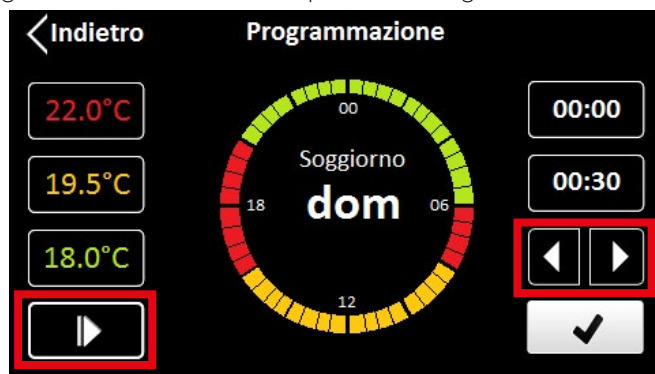 Indietro
Programmazione
22.0°C
19.5°C
18.0°C
00
Soggiorno
18
dom
06
12
00:00
00:30